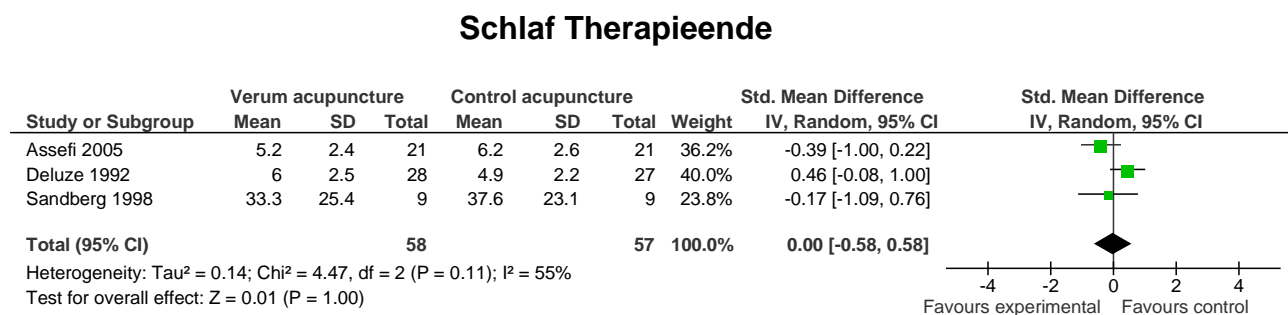 Schlaf Therapieende
Verum acupuncture Control acupuncture Std. Mean Difference Std. Mean Difference
Study or Subgroup Mean SD Total Mean SD Total Weight IV, Random, 95% CI IV, Random, 95% CI
Assefi 2005 5.2 2.4 21 6.2 2.6 21 36.2% -0.39 [-1.00, 0.22]
Deluze 1992 6 2.5 28 4.9 2.2 27 40.0% 0.46 [-0.08, 1.00]
Sandberg 1998 33.3 25.4 9 37.6 23.1 9 23.8% -0.17 [-1.09, 0.76]
Total (95% CI) 58 57 100.0% 0.00 [-0.58, 0.58]
Heterogeneity: Tau² = 0.14; Chi² = 4.47, df = 2 (P = 0.11); I² = 55%
Test for overall effect: Z = 0.01 (P = 1.00)
-4 -2 0 2 4
Favours experimental Favours control